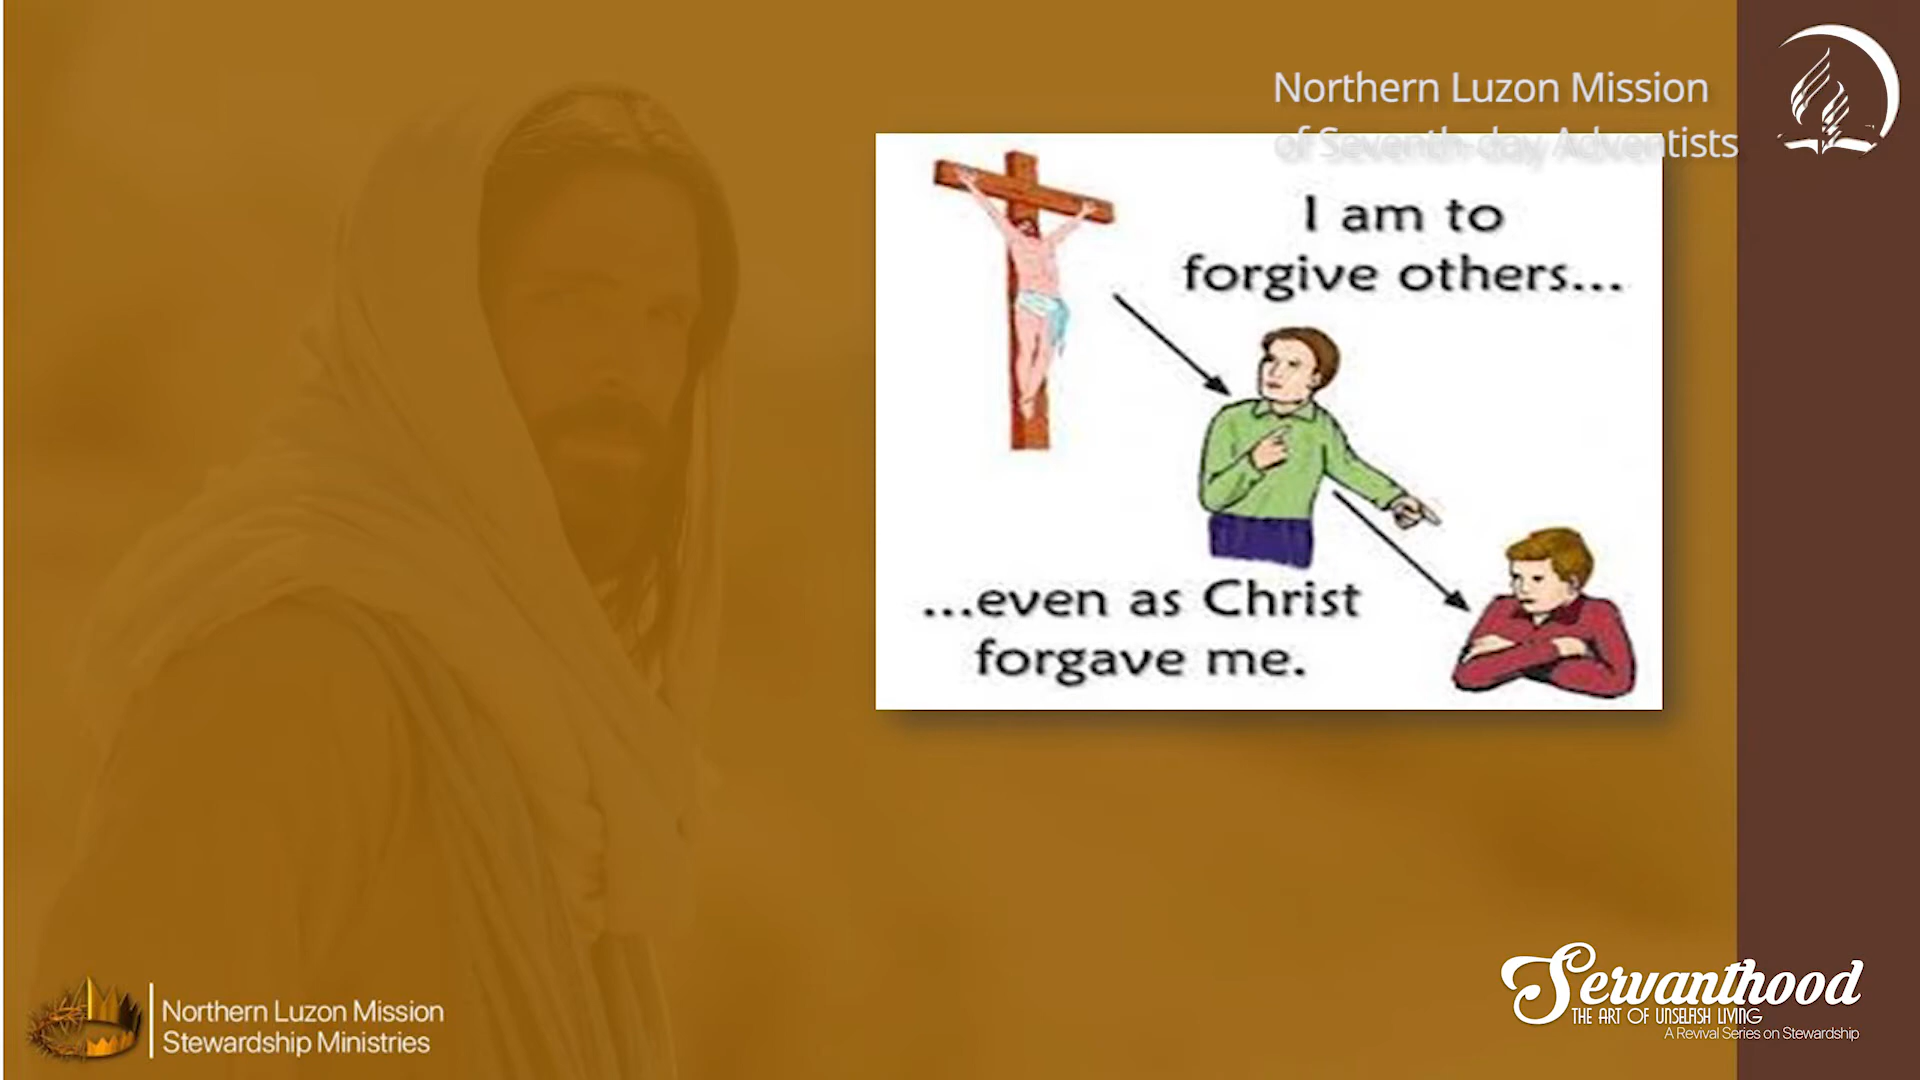 Northern Luzon Mission
of Seventh-day Adventists
I am to
forgive others...
...even as Christ
forgave me.
Northern Luzon Mission
Stewardship Ministries
Servanthood
THE ART OF UNSELFISH LIVING
A Revival Series on Stewardship